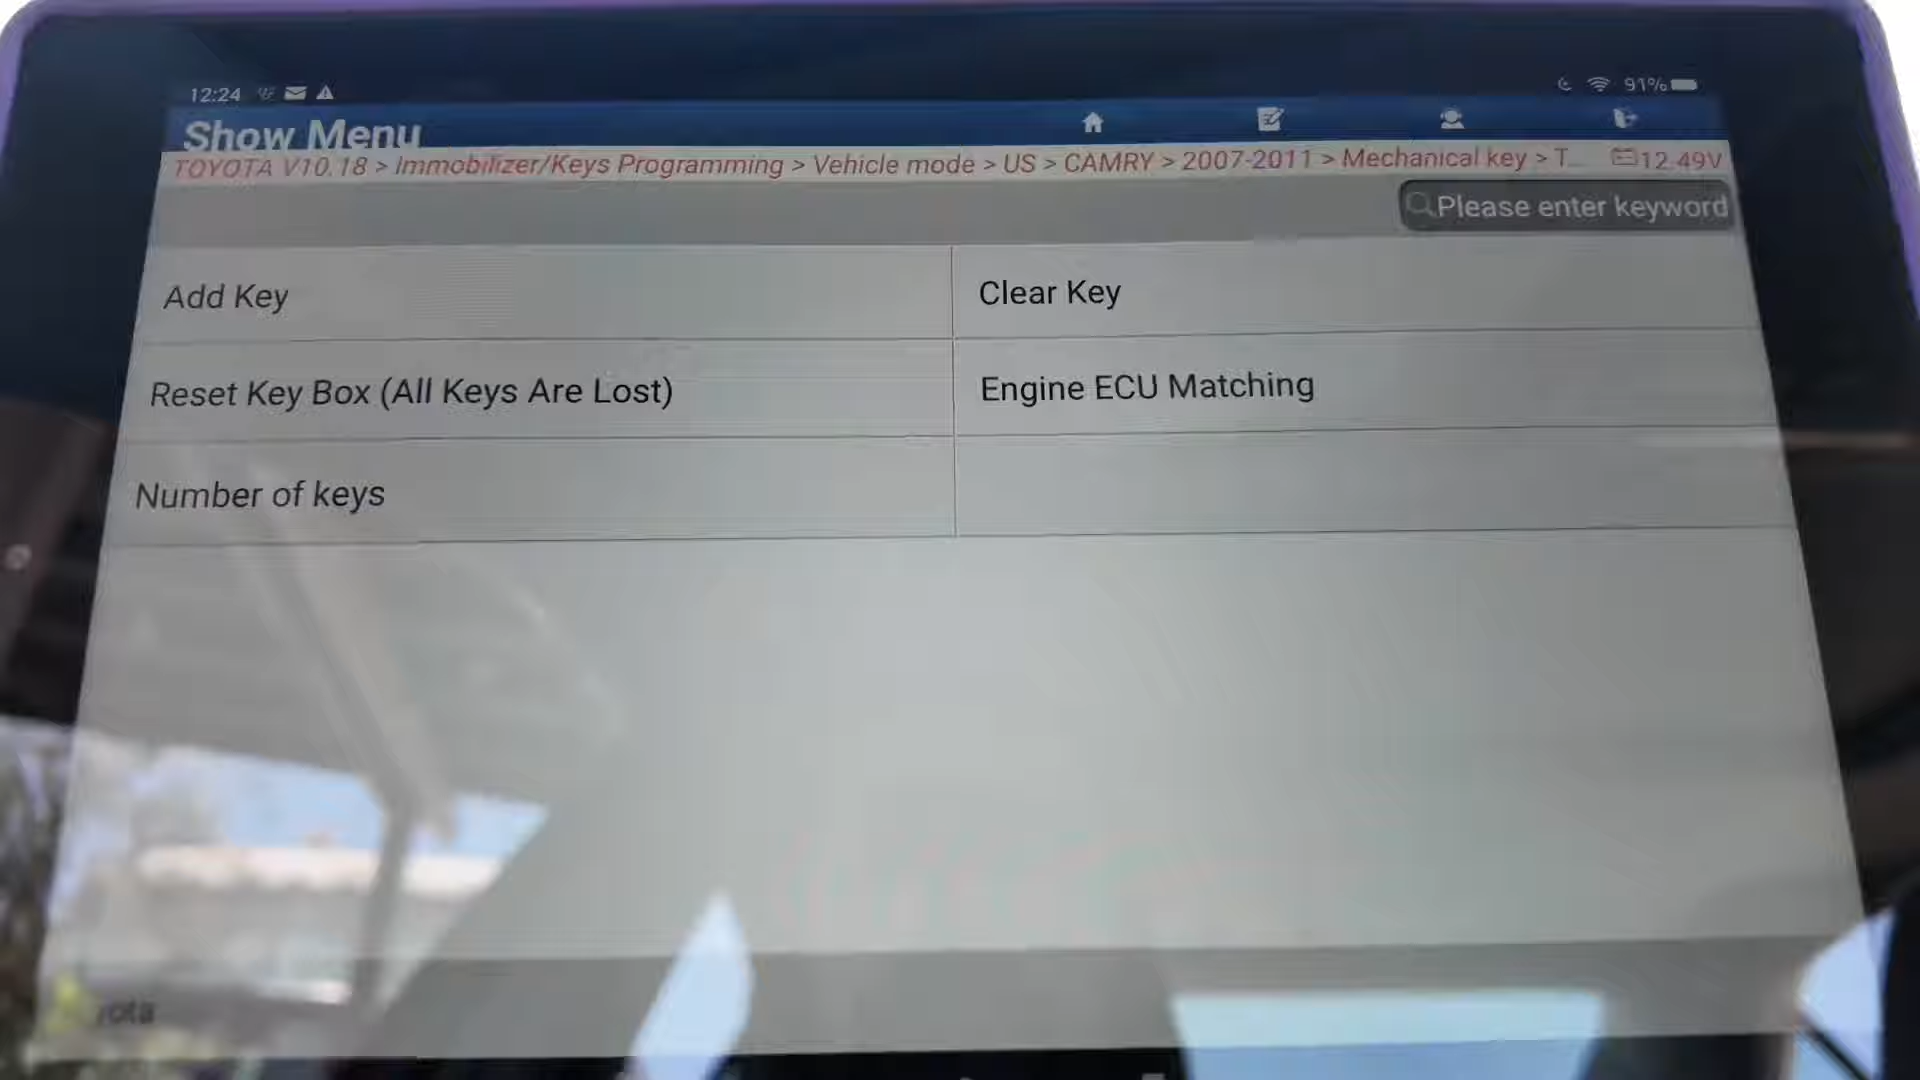 12:24
91%
Show Menu
TOYOTA V10.18 > Immobilizer/Keys Programming > Vehicle mode > US > CAMRY > 2007-2011 > Mechanical key > T... 12.49V
Please enter keyword
Add Key
Clear Key
Reset Key Box (All Keys Are Lost)
Engine ECU Matching
Number of keys